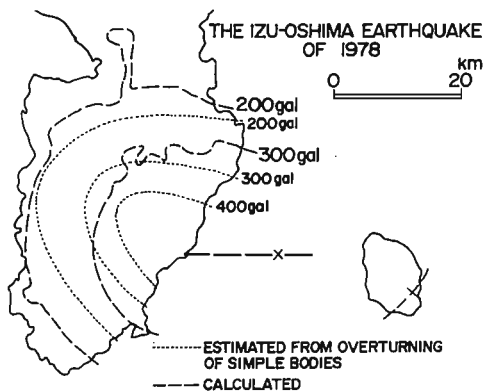 THE IZU-OSHIMA EARTHQUAKE
OF 1978
km
0 20
200gal
200gal
300gal
300gal
400gal
x
ESTIMATED FROM OVERTURNING
OF SIMPLE BODIES
CALCULATED